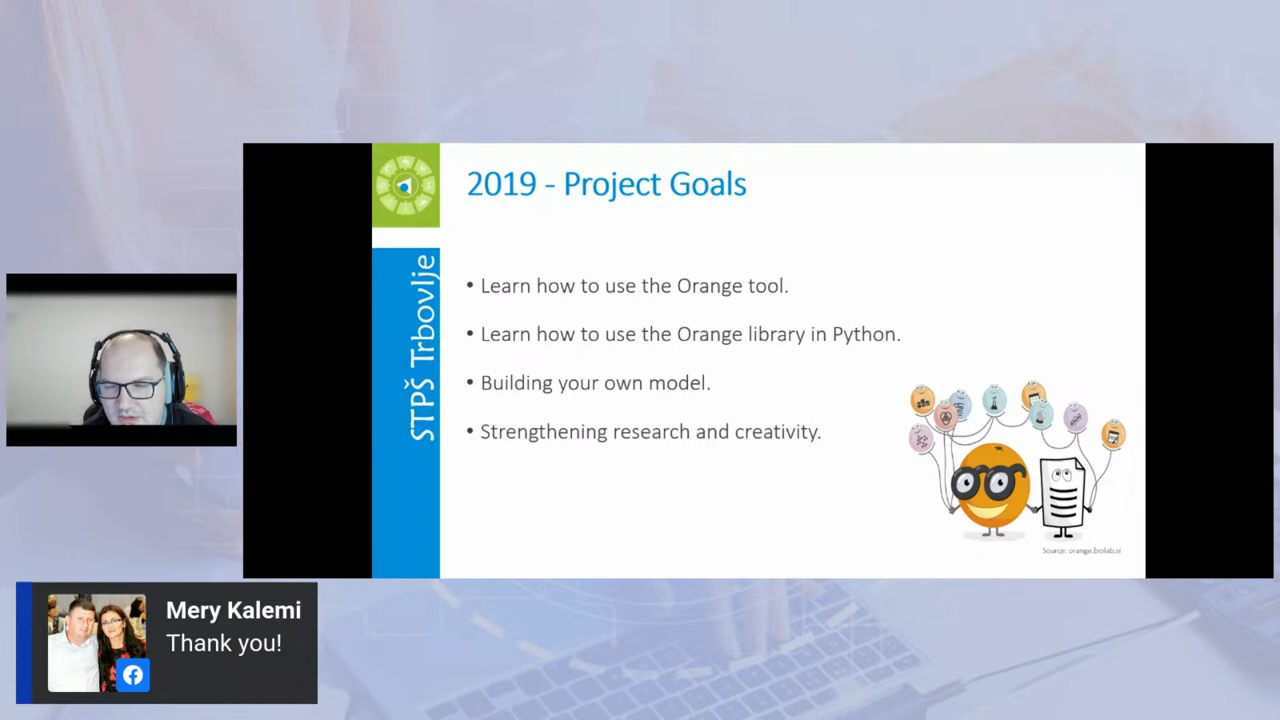 2019 - Project Goals
STPŠ Trbovlje
• Learn how to use the Orange tool.
• Learn how to use the Orange library in Python.
• Building your own model.
• Strengthening research and creativity.
Source: orange.biolab.si
Mery Kalemi
Thank you!